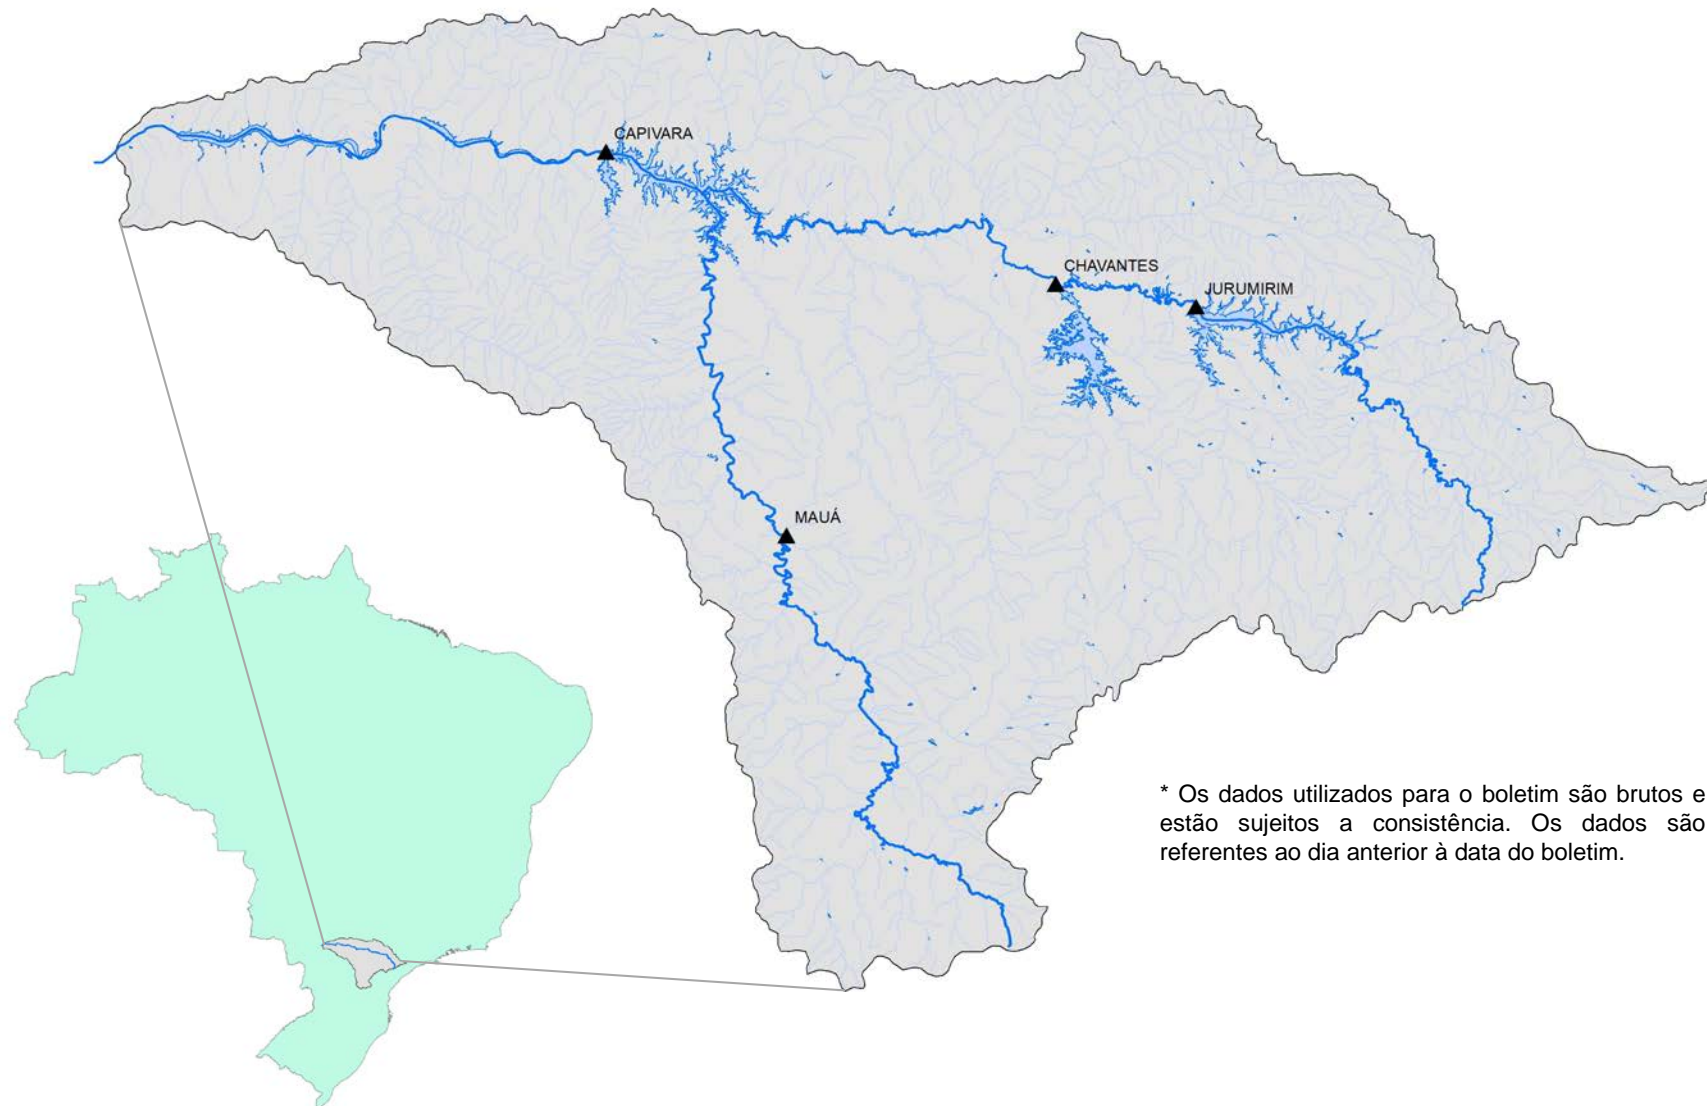 CAPIVARA
CHAVANTES
JURUMIRIM
MAUÁ
* Os dados utilizados para o boletim são brutos e
estão sujeitos a consistência. Os dados são
referentes ao dia anterior à data do boletim.